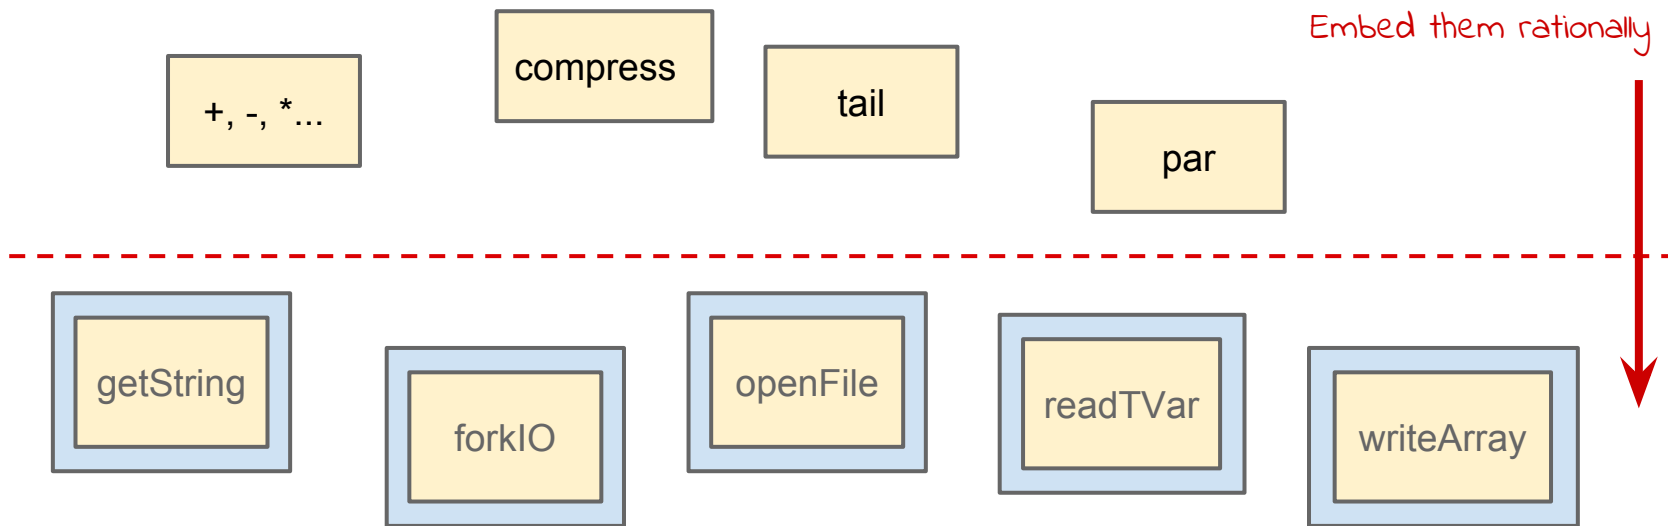 Embed them rationally
+, -, *...
compress
tail
par
getString
forkIO
openFile
readTVar
writeArray